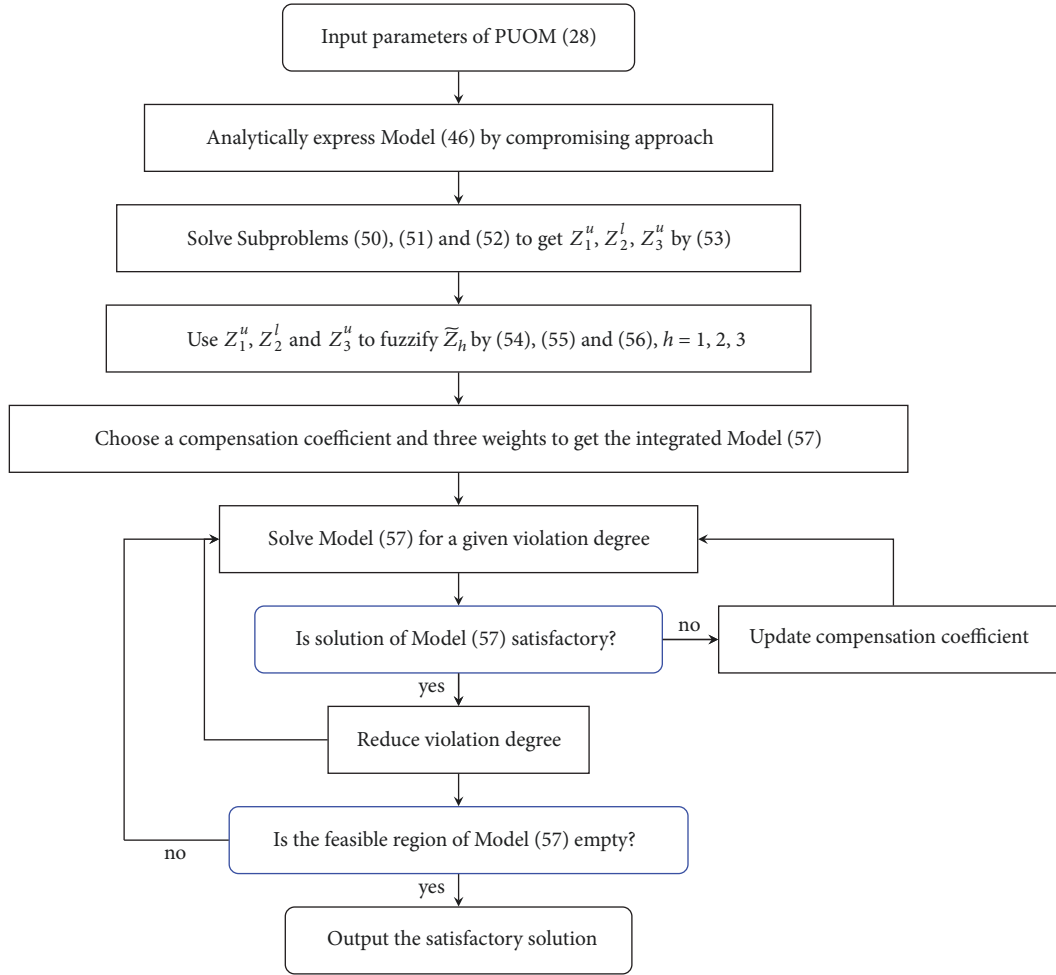 Input parameters of PUOM (28)
Analytically express Model (46) by compromising approach
Solve Subproblems (50), (51) and (52) to get Z₁ᵘ, Z₂ˡ, Z₃ᵘ by (53)
Use Z₁ᵘ, Z₂ˡ and Z₃ᵘ to fuzzify Z̃ₕ by (54), (55) and (56), h = 1, 2, 3
Choose a compensation coefficient and three weights to get the integrated Model (57)
Solve Model (57) for a given violation degree
Is solution of Model (57) satisfactory?
no
Update compensation coefficient
yes
Reduce violation degree
Is the feasible region of Model (57) empty?
no
yes
Output the satisfactory solution